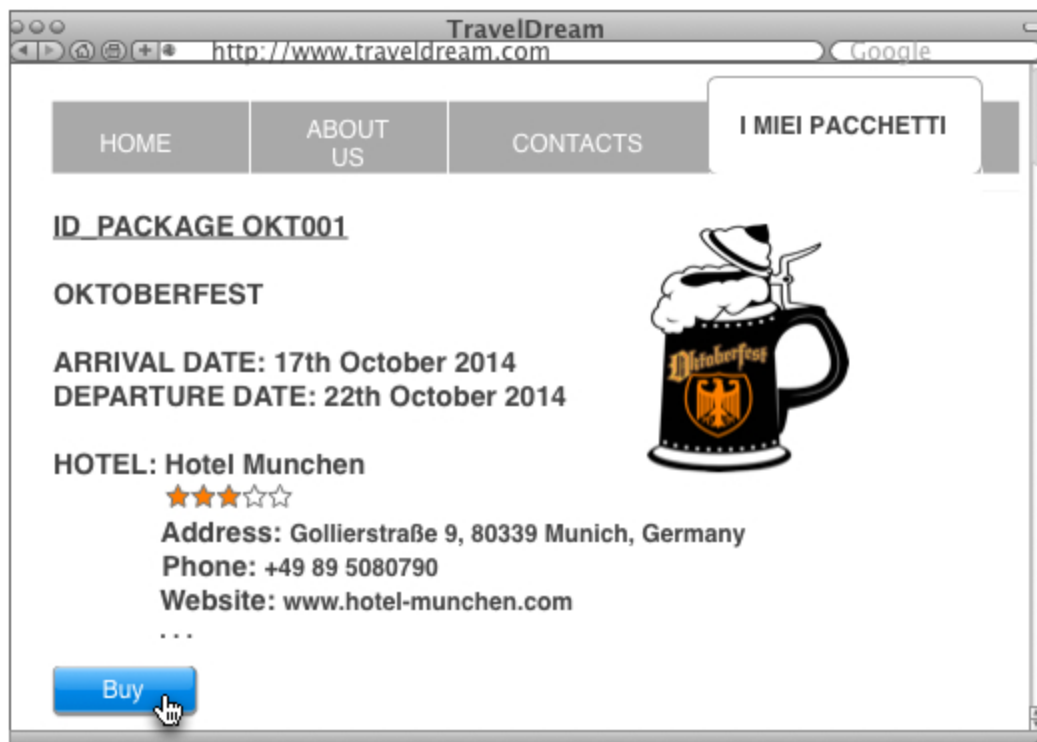 TravelDream
http://www.traveldream.com
Google
HOME
ABOUT
US
CONTACTS
I MIEI PACCHETTI
ID_PACKAGE OKT001
OKTOBERFEST
Oktoberfest
ARRIVAL DATE: 17th October 2014
DEPARTURE DATE: 22th October 2014
HOTEL: Hotel Munchen
Address: Gollierstraße 9, 80339 Munich, Germany
Phone: +49 89 5080790
Website: www.hotel-munchen.com
. . .
Buy